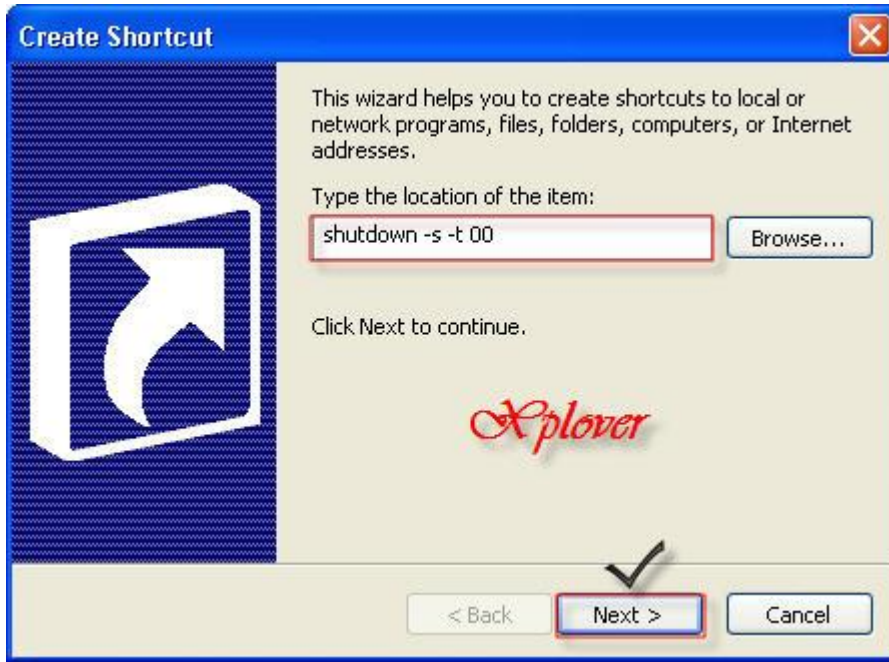 Create Shortcut
This wizard helps you to create shortcuts to local or
network programs, files, folders, computers, or Internet
addresses.
Type the location of the item:
shutdown -s -t 00
Browse...
Click Next to continue.
Xplover
< Back
Next >
Cancel